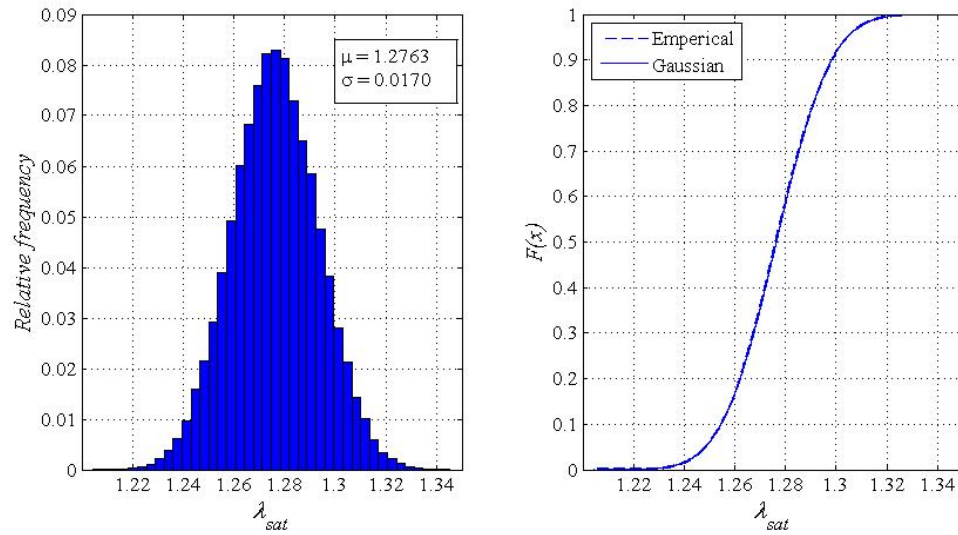 0.09
0.08
0.07
0.06
0.05
0.04
0.03
0.02
0.01
0
Relative frequency
μ = 1.2763
σ = 0.0170
1.22 1.24 1.26 1.28 1.3 1.32 1.34
λsat
1
0.9
0.8
0.7
0.6
0.5
0.4
0.3
0.2
0.1
0
F(x)
Emperical
Gaussian
1.22 1.24 1.26 1.28 1.3 1.32 1.34
λsat